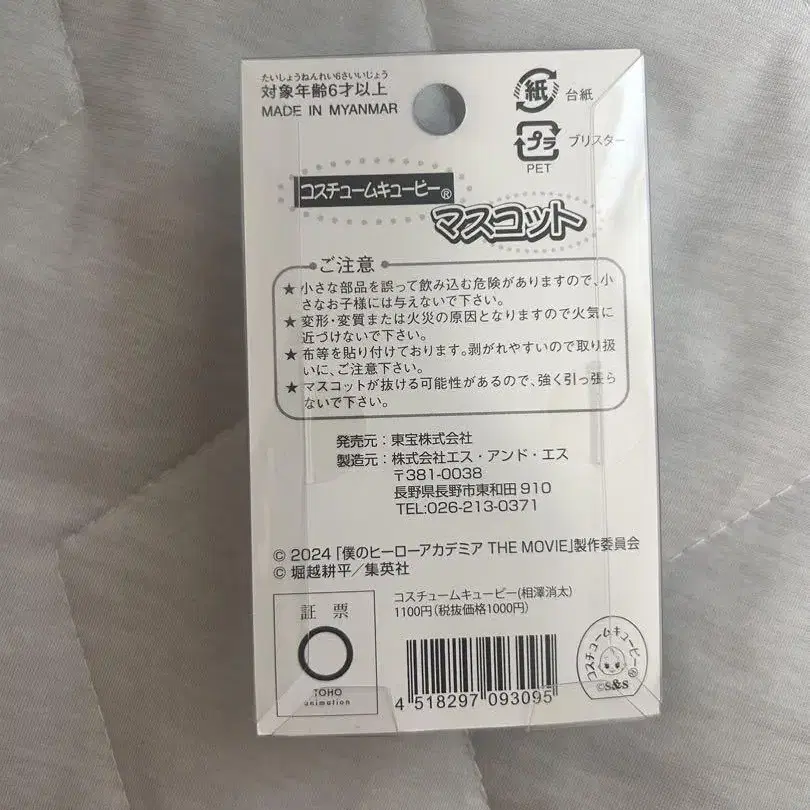 たいしょうねんれい6さいいじょう
対象年齢6才以上
MADE IN MYANMAR
紙 台紙
プラ ブリスター
PET
コスチュームキューピー®
マスコット
ご注意
★ 小さな部品を誤って飲み込む危険がありますので、小
さなお子様には与えないで下さい。
★ 変形・変質または火災の原因となりますので火気に
近づけないで下さい。
★ 布等を貼り付けております。剥がれやすいので取り扱
いに、ご注意下さい。
★ マスコットが抜ける可能性があるので、強く引っ張ら
ないで下さい。
発売元：東宝株式会社
製造元：株式会社エス・アンド・エス
〒381-0038
長野県長野市東和田 910
TEL:026-213-0371
© 2024 「僕のヒーローアカデミア THE MOVIE」製作委員会
© 堀越耕平／集英社
証 票
TOHO
animation
コスチュームキューピー(相澤消太)
1100円(税抜価格1000円)
4 518297 093095
コスチュームキューピー®
©S&S